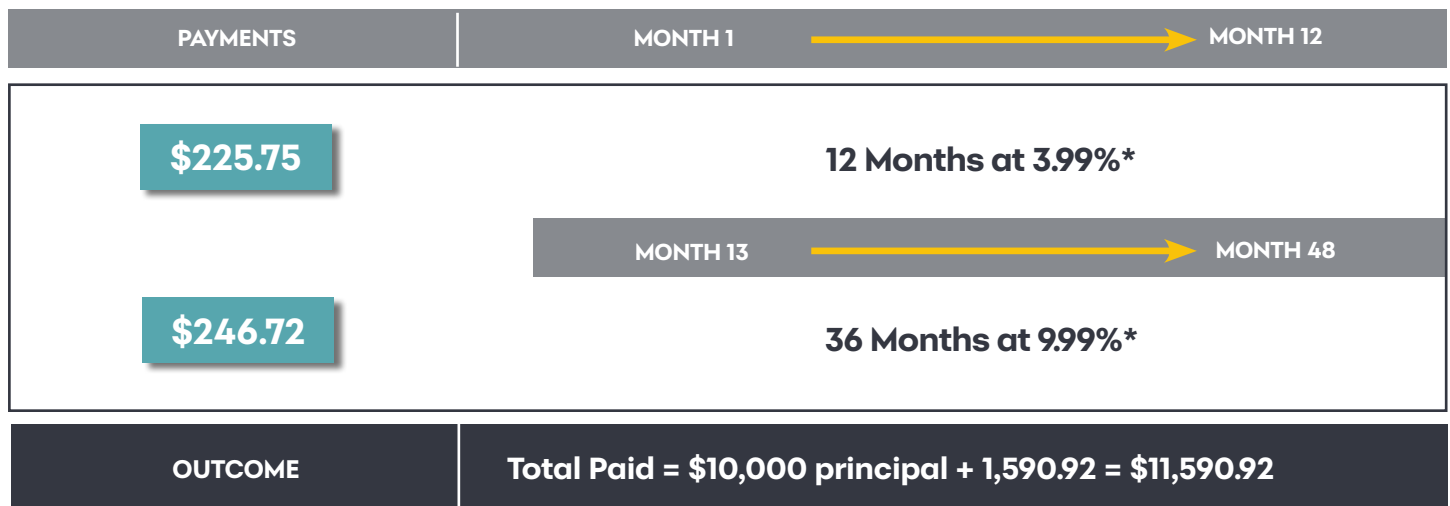 PAYMENTS MONTH 1 MONTH 12
$225.75 12 Months at 3.99%*
MONTH 13 MONTH 48
$246.72 36 Months at 9.99%*
OUTCOME Total Paid = $10,000 principal + 1,590.92 = $11,590.92